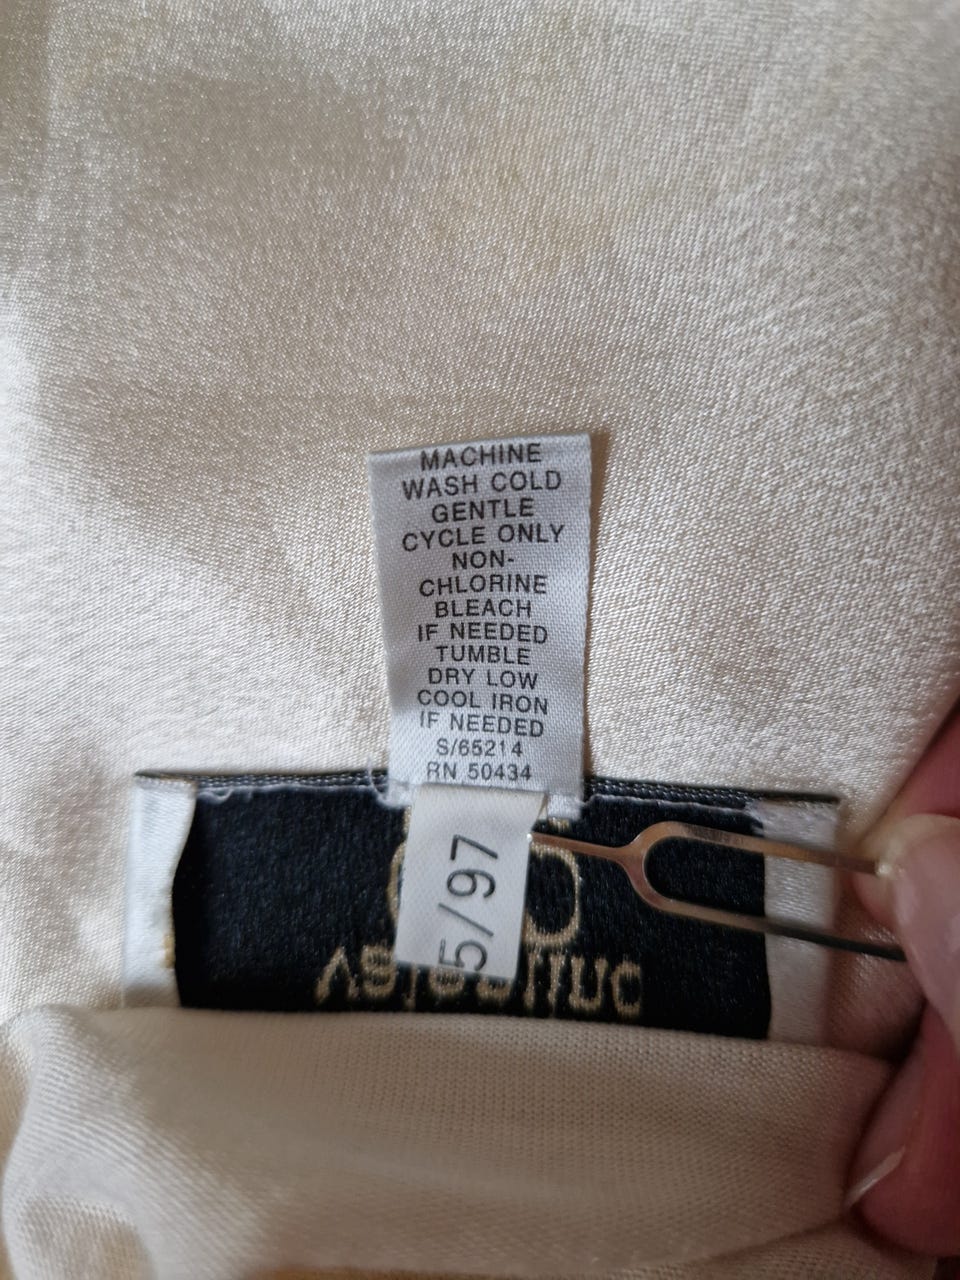 MACHINE
WASH COLD
GENTLE
CYCLE ONLY
NON-
CHLORINE
BLEACH
IF NEEDED
TUMBLE
DRY LOW
COOL IRON
IF NEEDED
S/65214
RN 50434
5/97